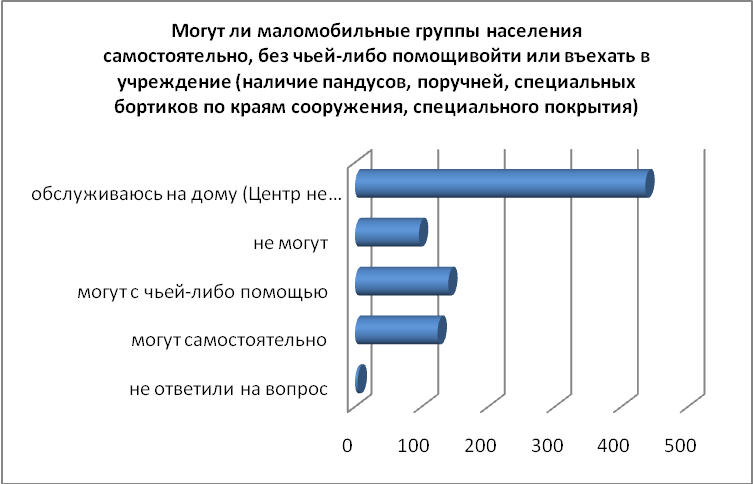 Могут ли маломобильные группы населения
самостоятельно, без чьей-либо помощивойти или въехать в
учреждение (наличие пандусов, поручней, специальных
бортиков по краям сооружения, специального покрытия)
обслуживаюсь на дому (Центр не...
не могут
могут с чьей-либо помощью
могут самостоятельно
не ответили на вопрос
0 100 200 300 400 500